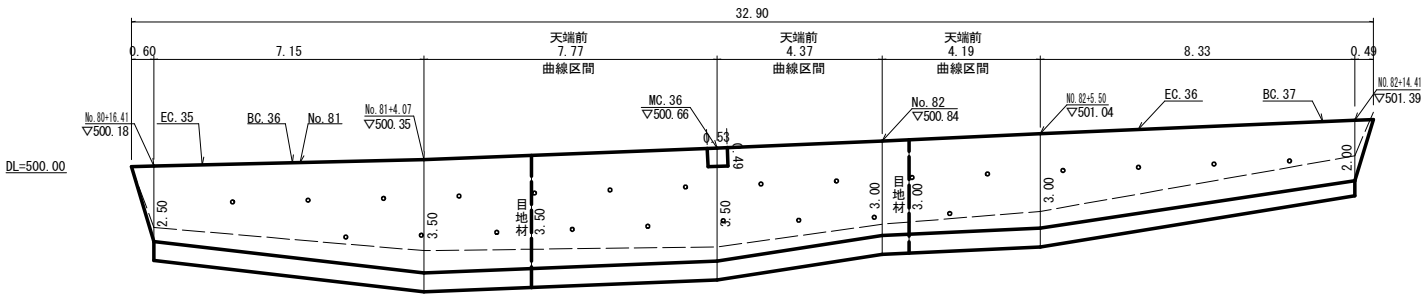 32.90
天端前
天端前
天端前
0.60
7.15
7.77
4.37
4.19
8.33
0.49
曲線区間
曲線区間
曲線区間
No.80+16.41
▽500.18
EC.35
BC.36
No.81
No.81+4.07
▽500.35
MC.36
▽500.66
No.82
▽500.84
NO.82+5.50
▽501.04
EC.36
BC.37
NO.82+14.41
▽501.39
DL=500.00
0.53
0.49
2.50
3.50
目地材
3.50
3.50
3.00
目地材
3.00
3.00
2.00